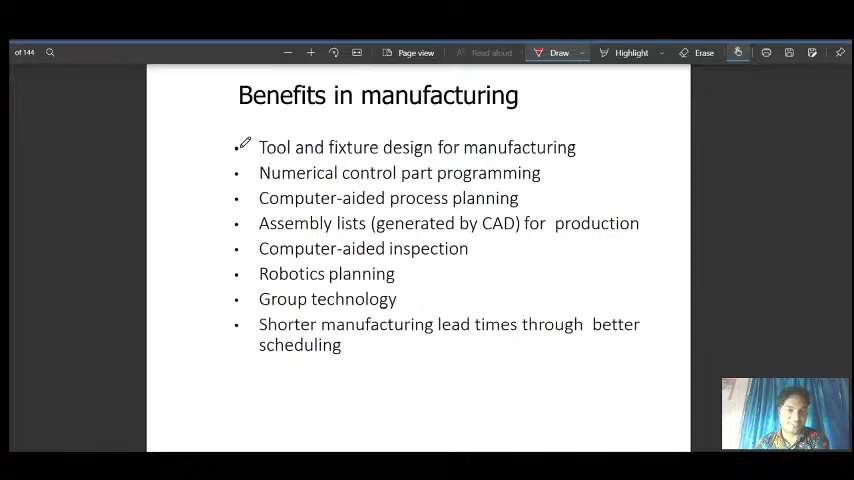 of 144
Page view
Read aloud
Draw
Highlight
Erase
Benefits in manufacturing
• Tool and fixture design for manufacturing
• Numerical control part programming
• Computer-aided process planning
• Assembly lists (generated by CAD) for production
• Computer-aided inspection
• Robotics planning
• Group technology
• Shorter manufacturing lead times through better
scheduling